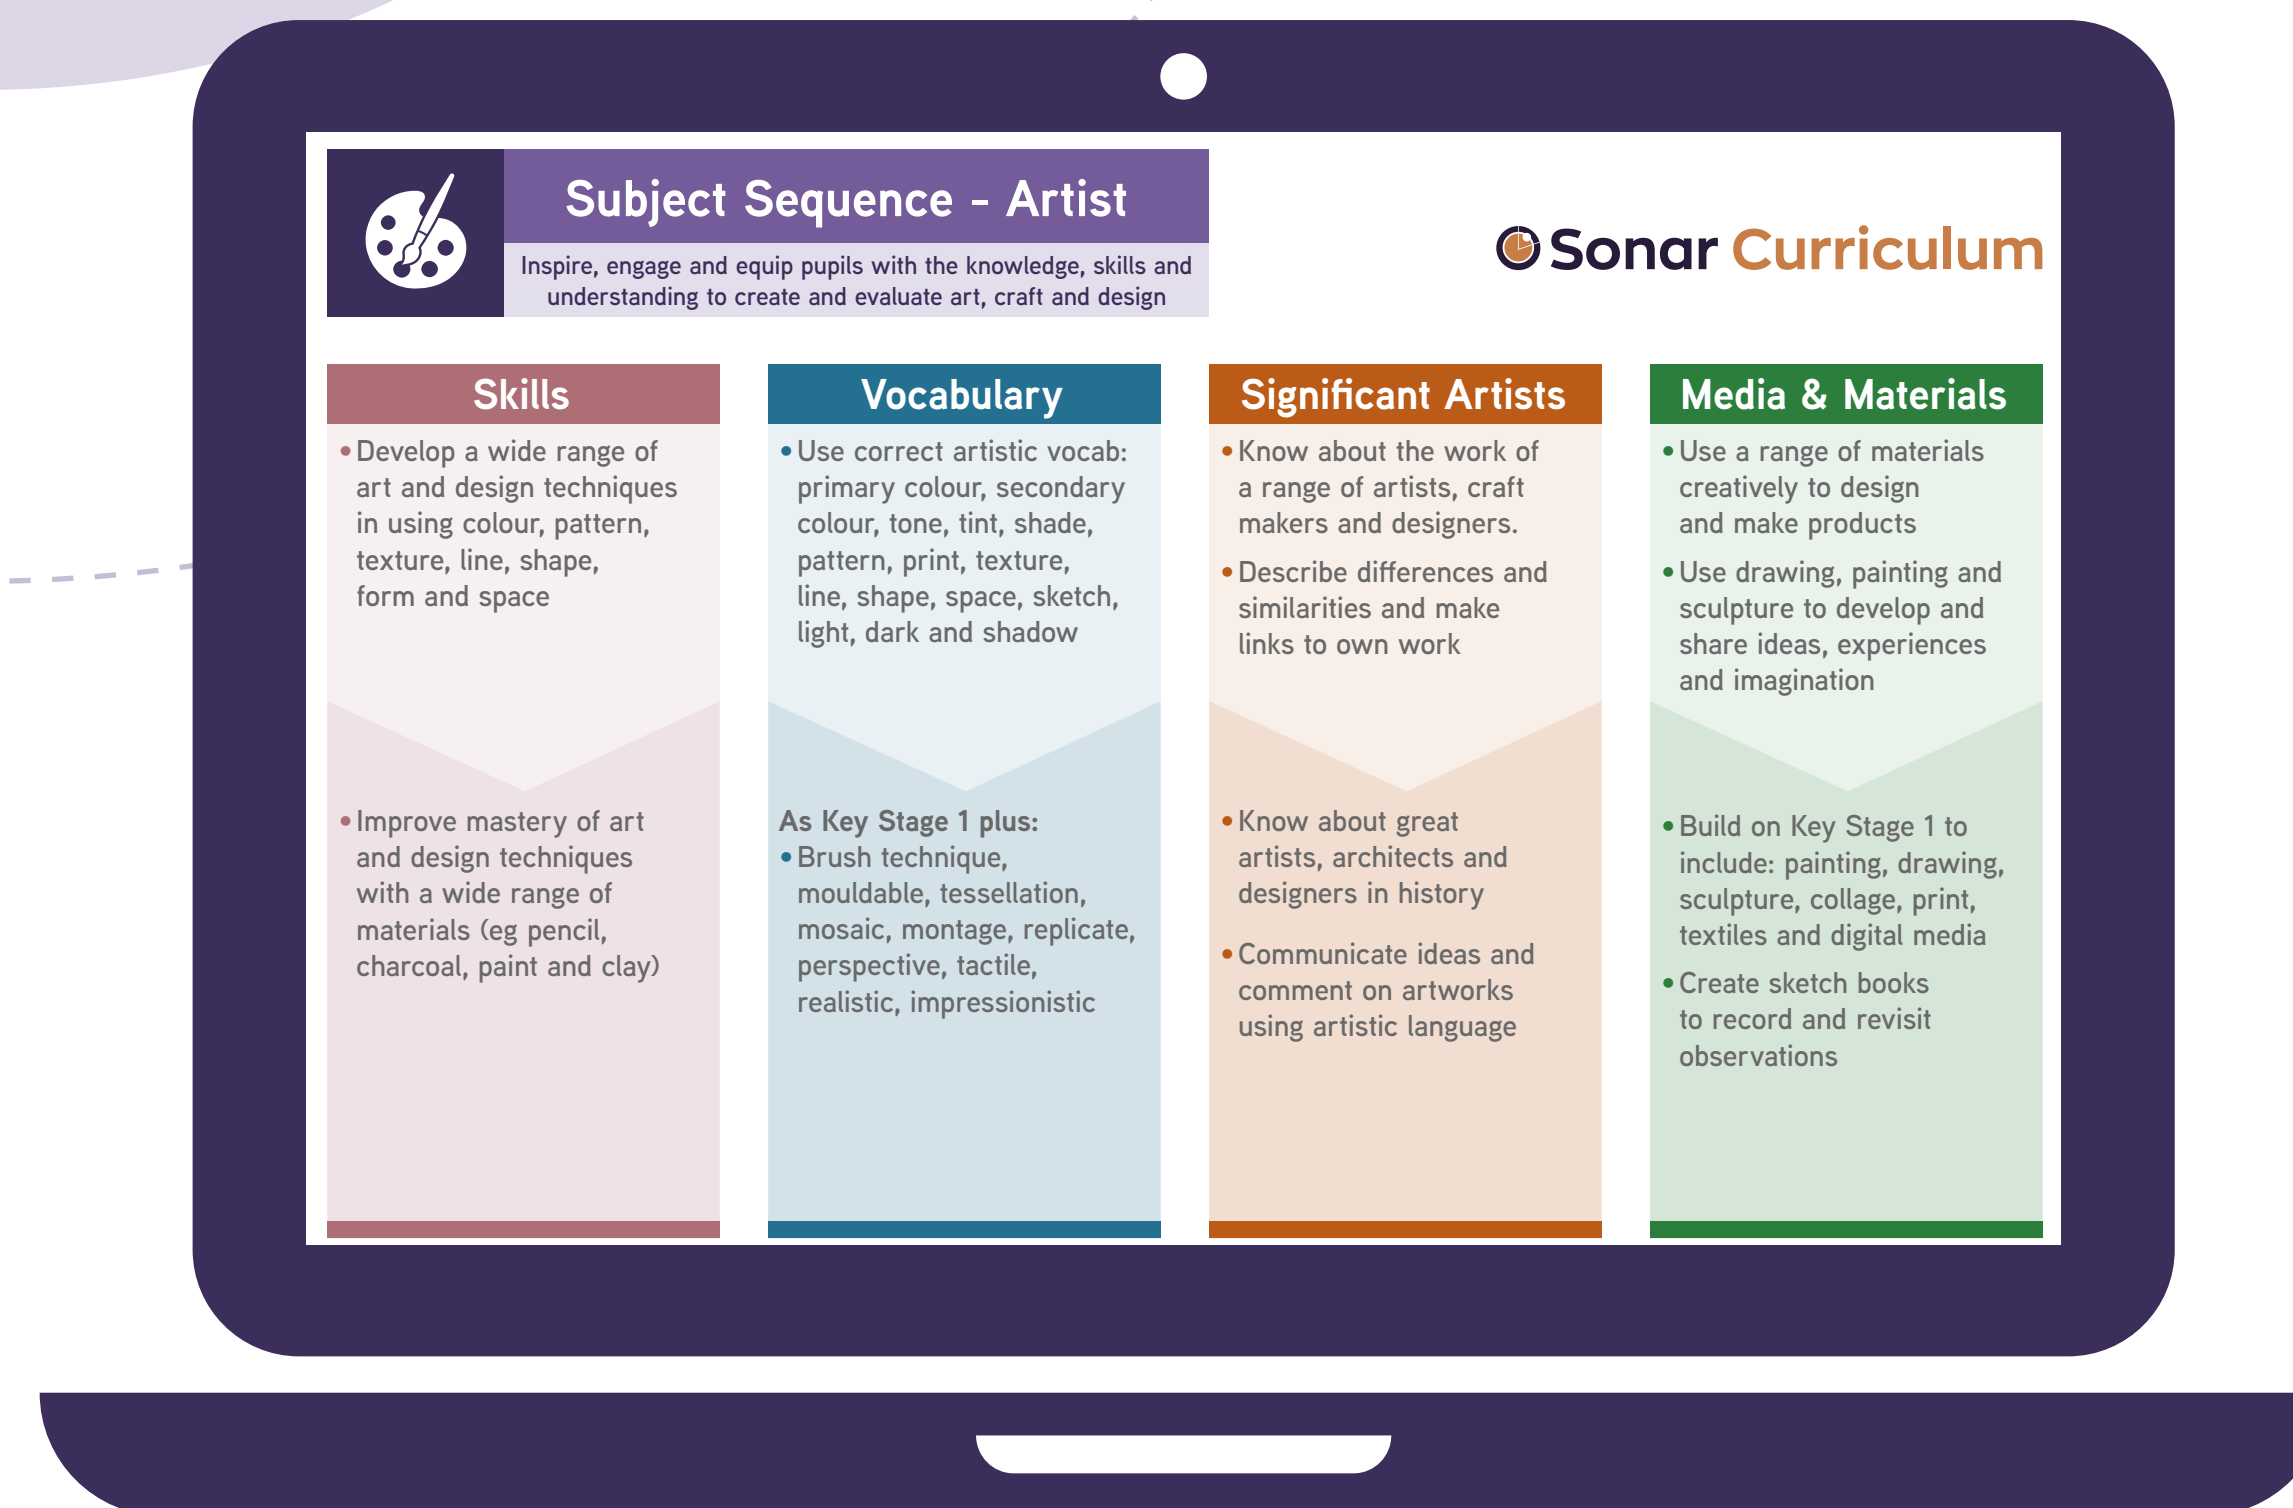 Subject Sequence - Artist
Inspire, engage and equip pupils with the knowledge, skills and
understanding to create and evaluate art, craft and design
Sonar Curriculum
Skills
• Develop a wide range of
art and design techniques
in using colour, pattern,
texture, line, shape,
form and space
• Improve mastery of art
and design techniques
with a wide range of
materials (eg pencil,
charcoal, paint and clay)
Vocabulary
• Use correct artistic vocab:
primary colour, secondary
colour, tone, tint, shade,
pattern, print, texture,
line, shape, space, sketch,
light, dark and shadow
As Key Stage 1 plus:
• Brush technique,
mouldable, tessellation,
mosaic, montage, replicate,
perspective, tactile,
realistic, impressionistic
Significant Artists
• Know about the work of
a range of artists, craft
makers and designers.
• Describe differences and
similarities and make
links to own work
• Know about great
artists, architects and
designers in history
• Communicate ideas and
comment on artworks
using artistic language
Media & Materials
• Use a range of materials
creatively to design
and make products
• Use drawing, painting and
sculpture to develop and
share ideas, experiences
and imagination
• Build on Key Stage 1 to
include: painting, drawing,
sculpture, collage, print,
textiles and digital media
• Create sketch books
to record and revisit
observations